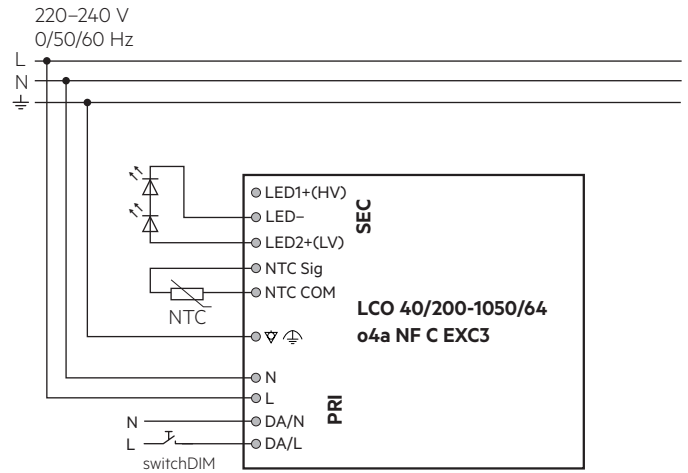 220–240 V
0/50/60 Hz
L
N
LED1+(HV)
LED–
SEC
LED2+(LV)
NTC Sig
NTC COM
NTC
LCO 40/200-1050/64
o4a NF C EXC3
N
L
PRI
N DA/N
L DA/L
switchDIM